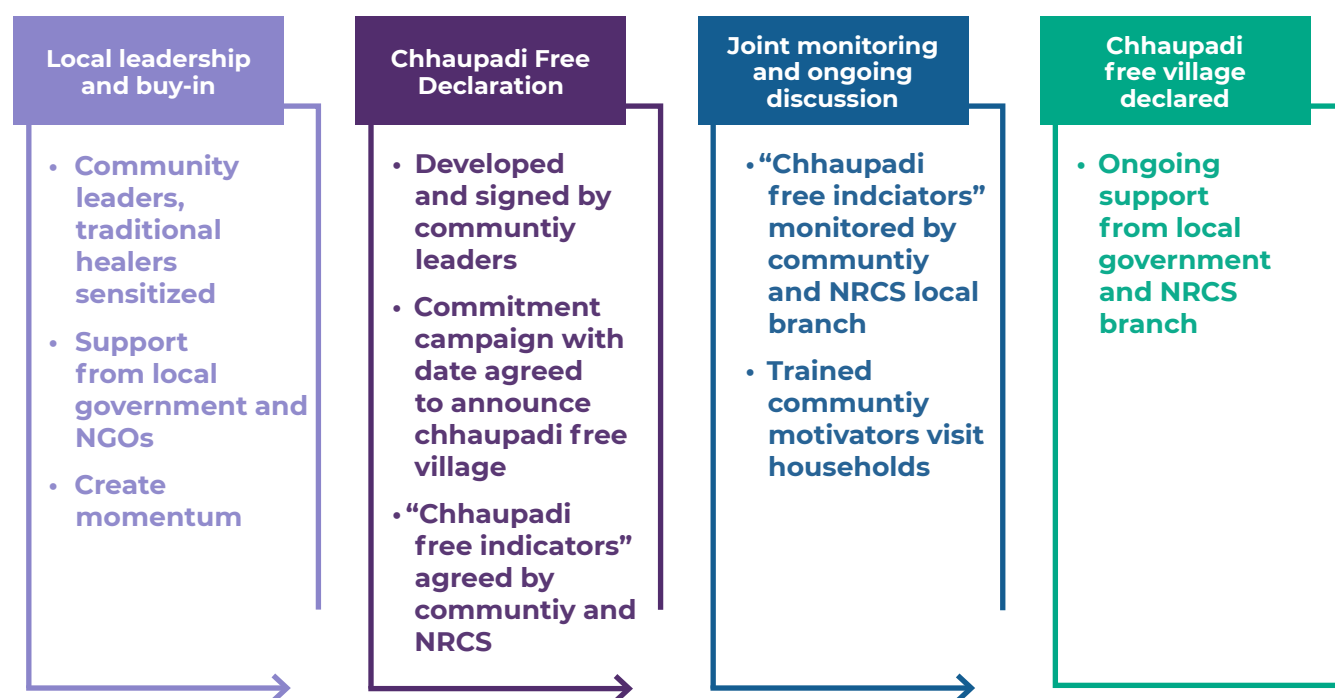 Local leadership
and buy-in
• Community
leaders,
traditional
healers
sensitized
• Support
from local
government and
NGOs
• Create
momentum
Chhaupadi Free
Declaration
• Developed
and signed by
communtiy
leaders
• Commitment
campaign with
date agreed
to announce
chhaupadi free
village
• “Chhaupadi
free indicators”
agreed by
communtiy and
NRCS
Joint monitoring
and ongoing
discussion
• “Chhaupadi
free indciators”
monitored by
communtiy
and NRCS local
branch
• Trained
communtiy
motivators visit
households
Chhaupadi
free village
declared
• Ongoing
support
from local
government
and NRCS
branch